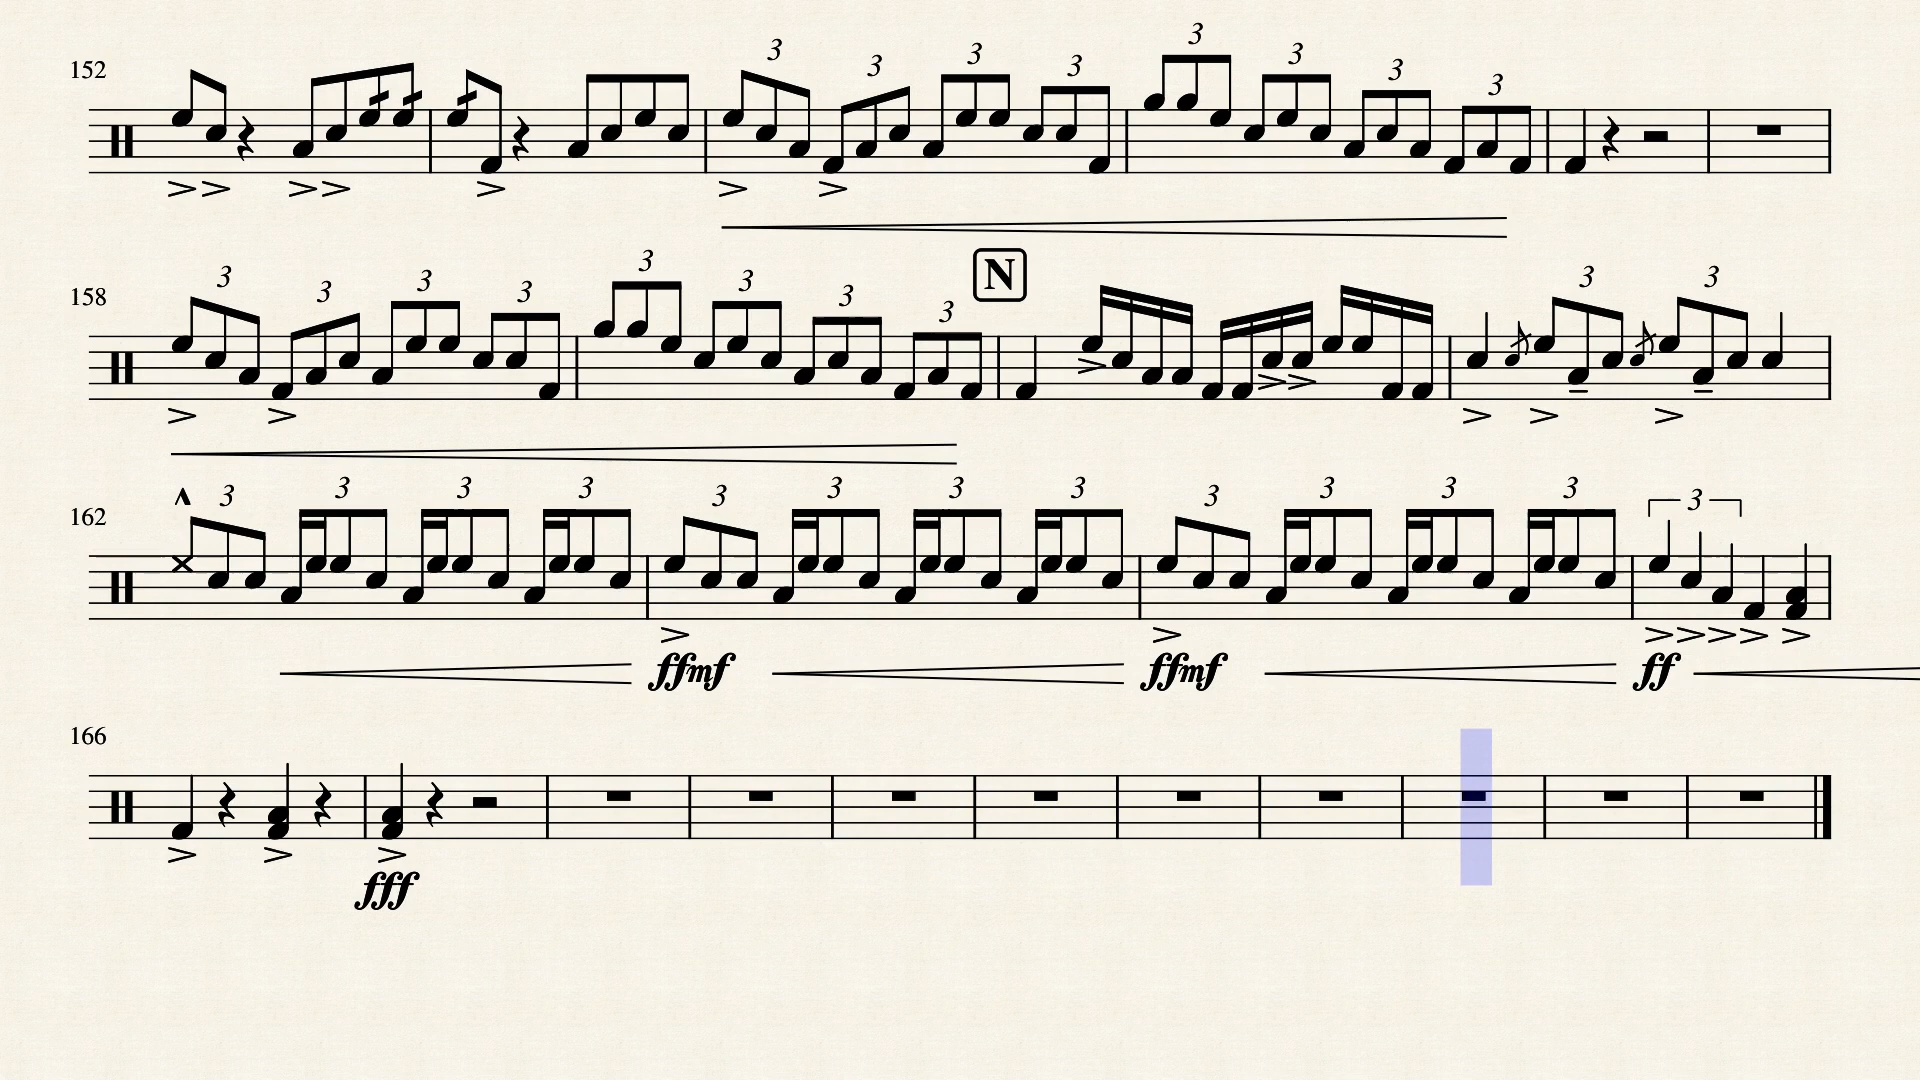 3
3 3 3 3 3 3 3
152
N
3 3 3 3 3 3 3 3 3 3
158
3 3 3 3 3 3 3 3 3 3 3 3 3
162
ffmf ffmf ff
166
fff